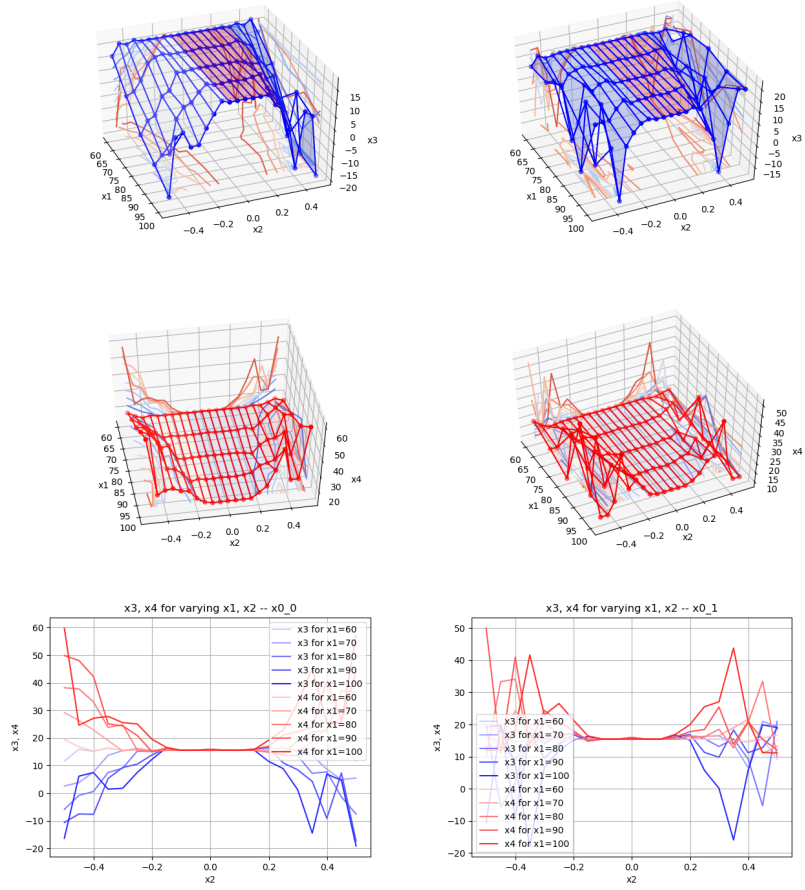 15
10
5
0
−5
−10
−15
−20
x3
60
65
70
75
80
85
90
95
100
x1
−0.4
−0.2
0.0
0.2
0.4
x2
20
15
10
5
0
−5
−10
−15
x3
60
65
70
75
80
85
90
95
100
x1
−0.4
−0.2
0.0
0.2
0.4
x2
60
65
70
75
80
85
90
95
100
x1
−0.4
−0.2
0.0
0.2
0.4
x2
60
50
40
30
20
x4
60
65
70
75
80
85
90
95
100
x1
−0.4
−0.2
0.0
0.2
0.4
x2
50
45
40
35
30
25
20
15
10
x4
x3, x4 for varying x1, x2 -- x0_0
60
50
40
30
20
10
0
−10
−20
x3, x4
x3 for x1=60
x3 for x1=70
x3 for x1=80
x3 for x1=90
x3 for x1=100
x4 for x1=60
x4 for x1=70
x4 for x1=80
x4 for x1=90
x4 for x1=100
−0.4
−0.2
0.0
0.2
0.4
x2
x3, x4 for varying x1, x2 -- x0_1
50
40
30
20
10
0
−10
−20
x3, x4
x3 for x1=60
x3 for x1=70
x3 for x1=80
x3 for x1=90
x3 for x1=100
x4 for x1=60
x4 for x1=70
x4 for x1=80
x4 for x1=90
x4 for x1=100
−0.4
−0.2
0.0
0.2
0.4
x2